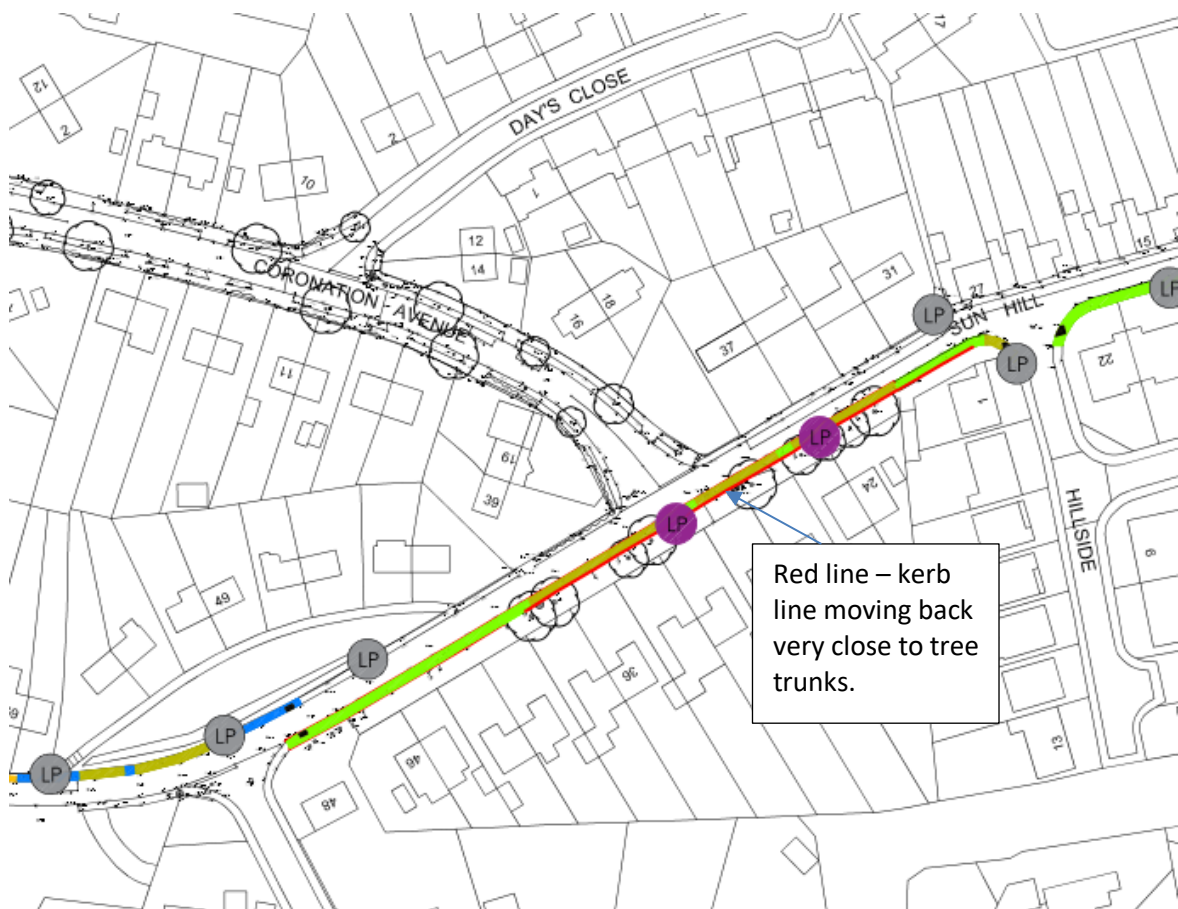 12
2
DAY'S CLOSE
17
2
10
1
12
14
18
16
31
15
27
LP
LP
SUN HILL
CORONATION AVENUE
37
LP
22
11
1
LP
19
39
24
LP
HILLSIDE
9
49
Red line – kerb
line moving back
very close to tree
trunks.
LP
36
LP
46
13
LP
48